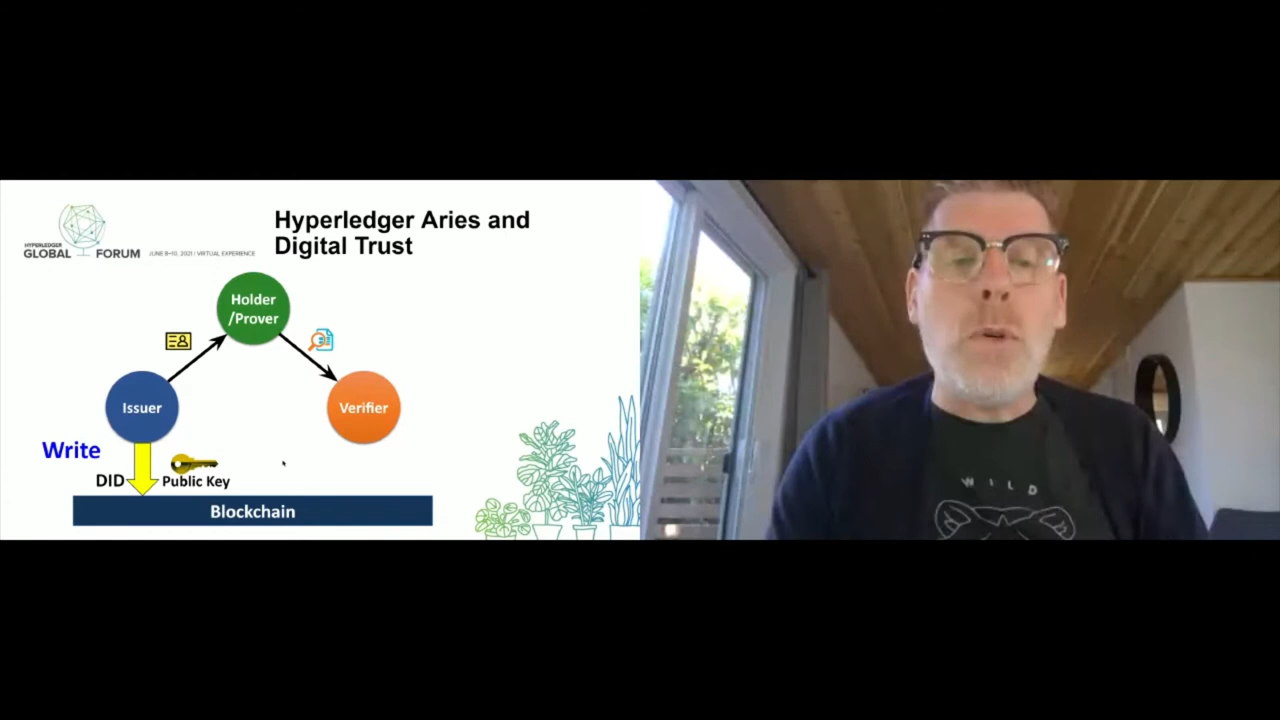 Hyperledger Aries and
Digital Trust
HYPERLEDGER
GLOBAL FORUM
JUNE 8-10, 2021 | VIRTUAL EXPERIENCE
Holder
/Prover
Issuer
Verifier
Write
DID
Public Key
Blockchain
WILD